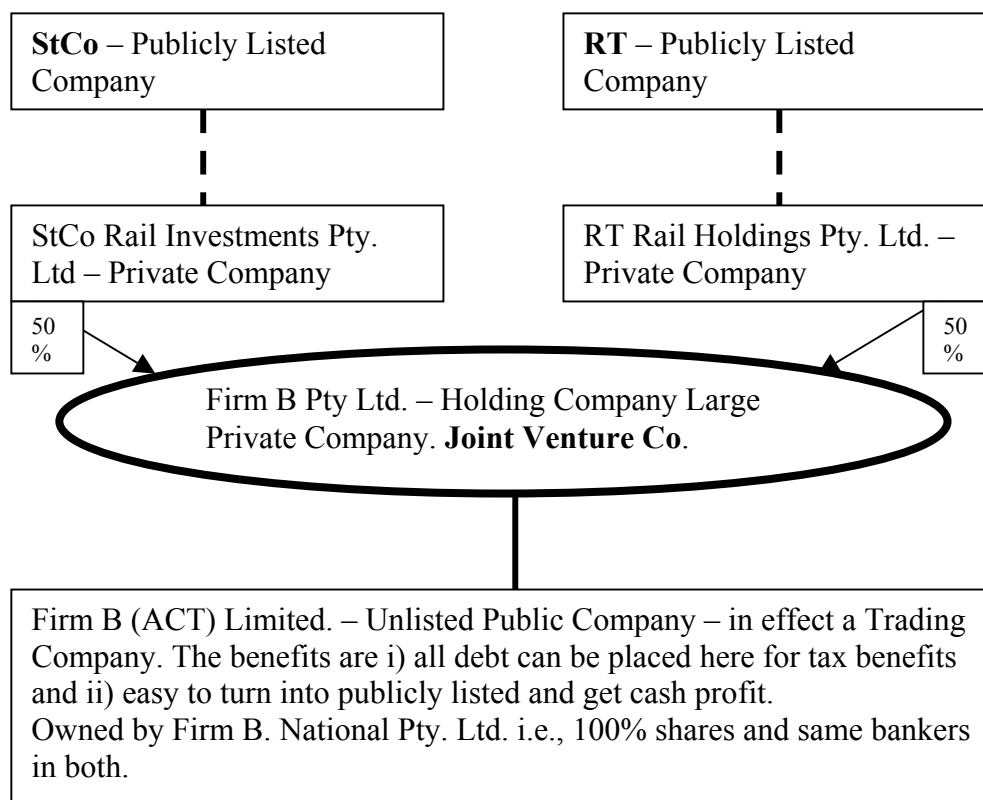 StCo – Publicly Listed
Company
RT – Publicly Listed
Company
StCo Rail Investments Pty.
Ltd – Private Company
RT Rail Holdings Pty. Ltd. –
Private Company
50
%
50
%
Firm B Pty Ltd. – Holding Company Large
Private Company. Joint Venture Co.
Firm B (ACT) Limited. – Unlisted Public Company – in effect a Trading
Company. The benefits are i) all debt can be placed here for tax benefits
and ii) easy to turn into publicly listed and get cash profit.
Owned by Firm B. National Pty. Ltd. i.e., 100% shares and same bankers
in both.